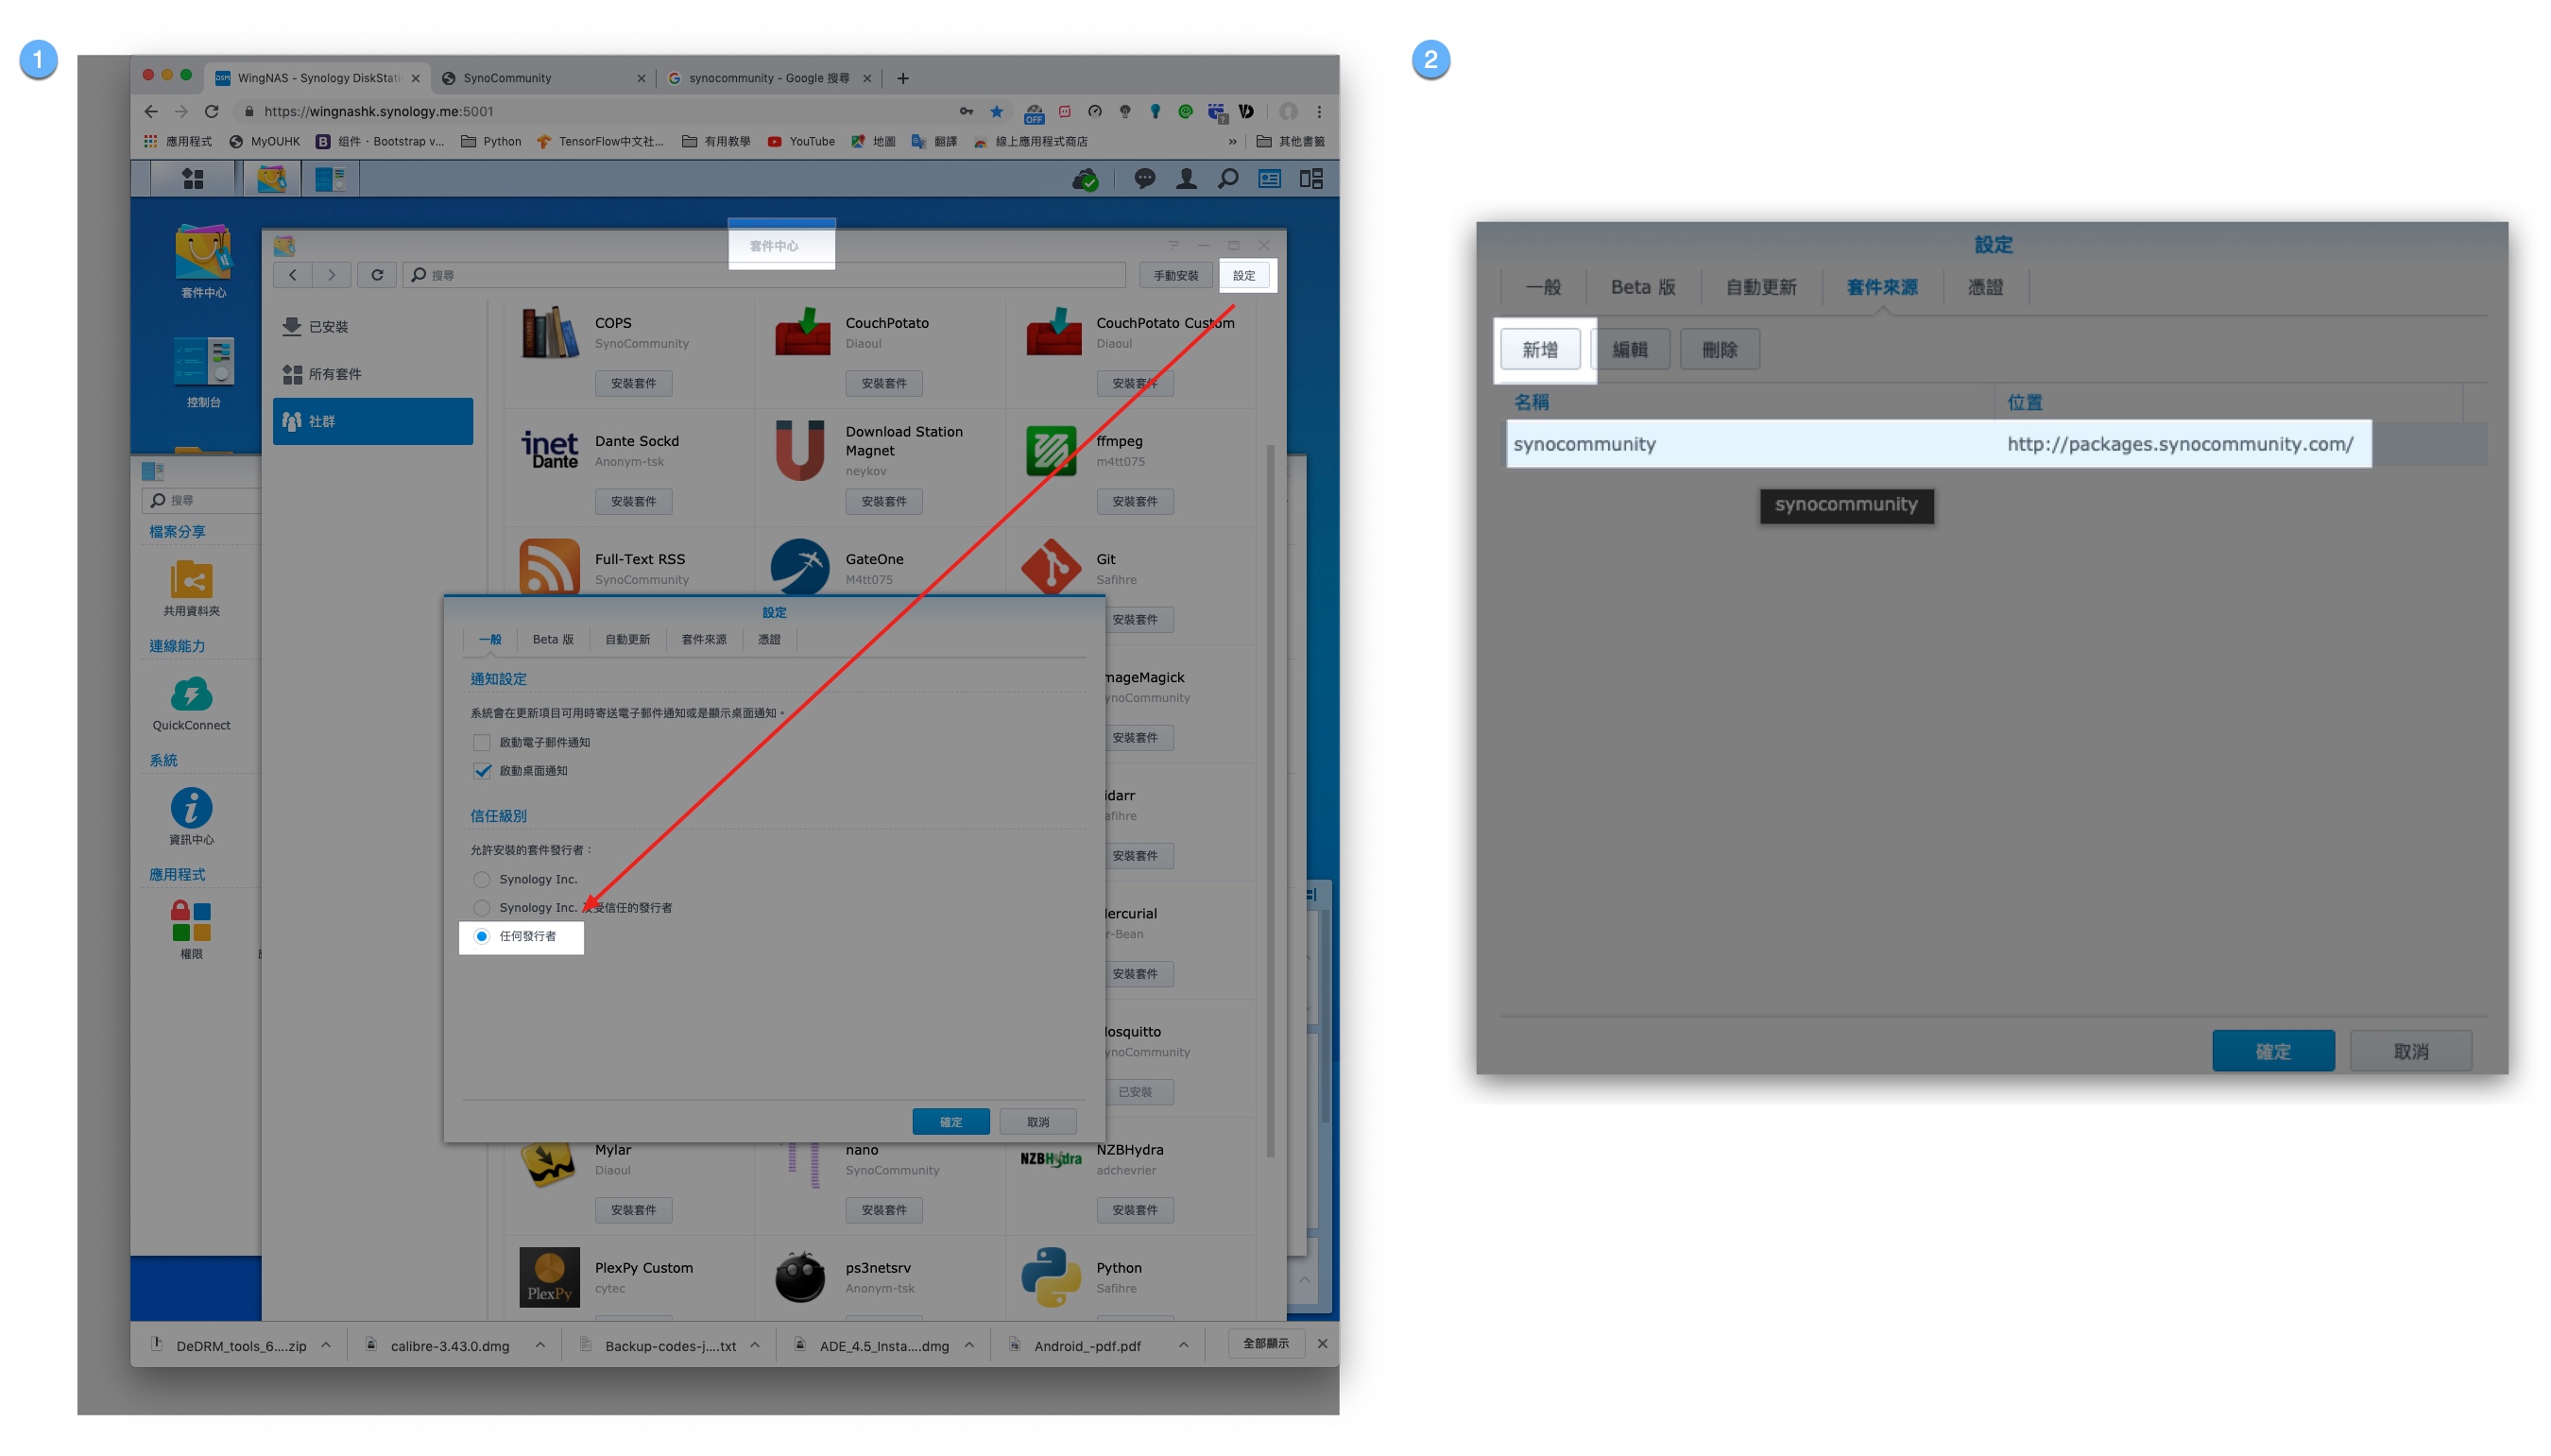 1
WingNAS - Synology DiskStati
SynoCommunity
synocommunity - Google 搜尋
https://wingnashk.synology.me:5001
OFF
?
應用程式
MyOUHK
組件 · Bootstrap v...
Python
TensorFlow中文社...
有用教學
YouTube
地圖
翻譯
線上應用程式商店
»
其他書籤
套件中心
控制台
搜尋
檔案分享
共用資料夾
連線能力
QuickConnect
系統
資訊中心
應用程式
權限
套件中心
搜尋
手動安裝
設定
已安裝
所有套件
社群
COPS
SynoCommunity
安裝套件
CouchPotato
Diaoul
安裝套件
CouchPotato Custom
Diaoul
安裝套件
inet Dante
Dante Sockd
Anonym-tsk
安裝套件
Download Station
Magnet
neykov
安裝套件
ffmpeg
m4tt075
安裝套件
Full-Text RSS
SynoCommunity
GateOne
M4tt075
Git
Safihre
安裝套件
mageMagick
ynoCommunity
安裝套件
idarr
afihre
安裝套件
ercurial
r-Bean
安裝套件
osquitto
ynoCommunity
已安裝
設定
一般
Beta 版
自動更新
套件來源
憑證
通知設定
系統會在更新項目可用時寄送電子郵件通知或是顯示桌面通知。
啟動電子郵件通知
啟動桌面通知
信任級別
允許安裝的套件發行者：
Synology Inc.
Synology Inc. 及受信任的發行者
任何發行者
確定
取消
Mylar
Diaoul
安裝套件
nano
SynoCommunity
安裝套件
NZBHydra
NZBHydra
adchevrier
安裝套件
PlexPy
PlexPy Custom
cytec
ps3netsrv
Anonym-tsk
Python
Safihre
DeDRM_tools_6....zip
calibre-3.43.0.dmg
Backup-codes-j....txt
ADE_4.5_Insta....dmg
Android_-pdf.pdf
全部顯示
2
設定
一般
Beta 版
自動更新
套件來源
憑證
新增
編輯
刪除
名稱
位置
synocommunity
http://packages.synocommunity.com/
synocommunity
確定
取消